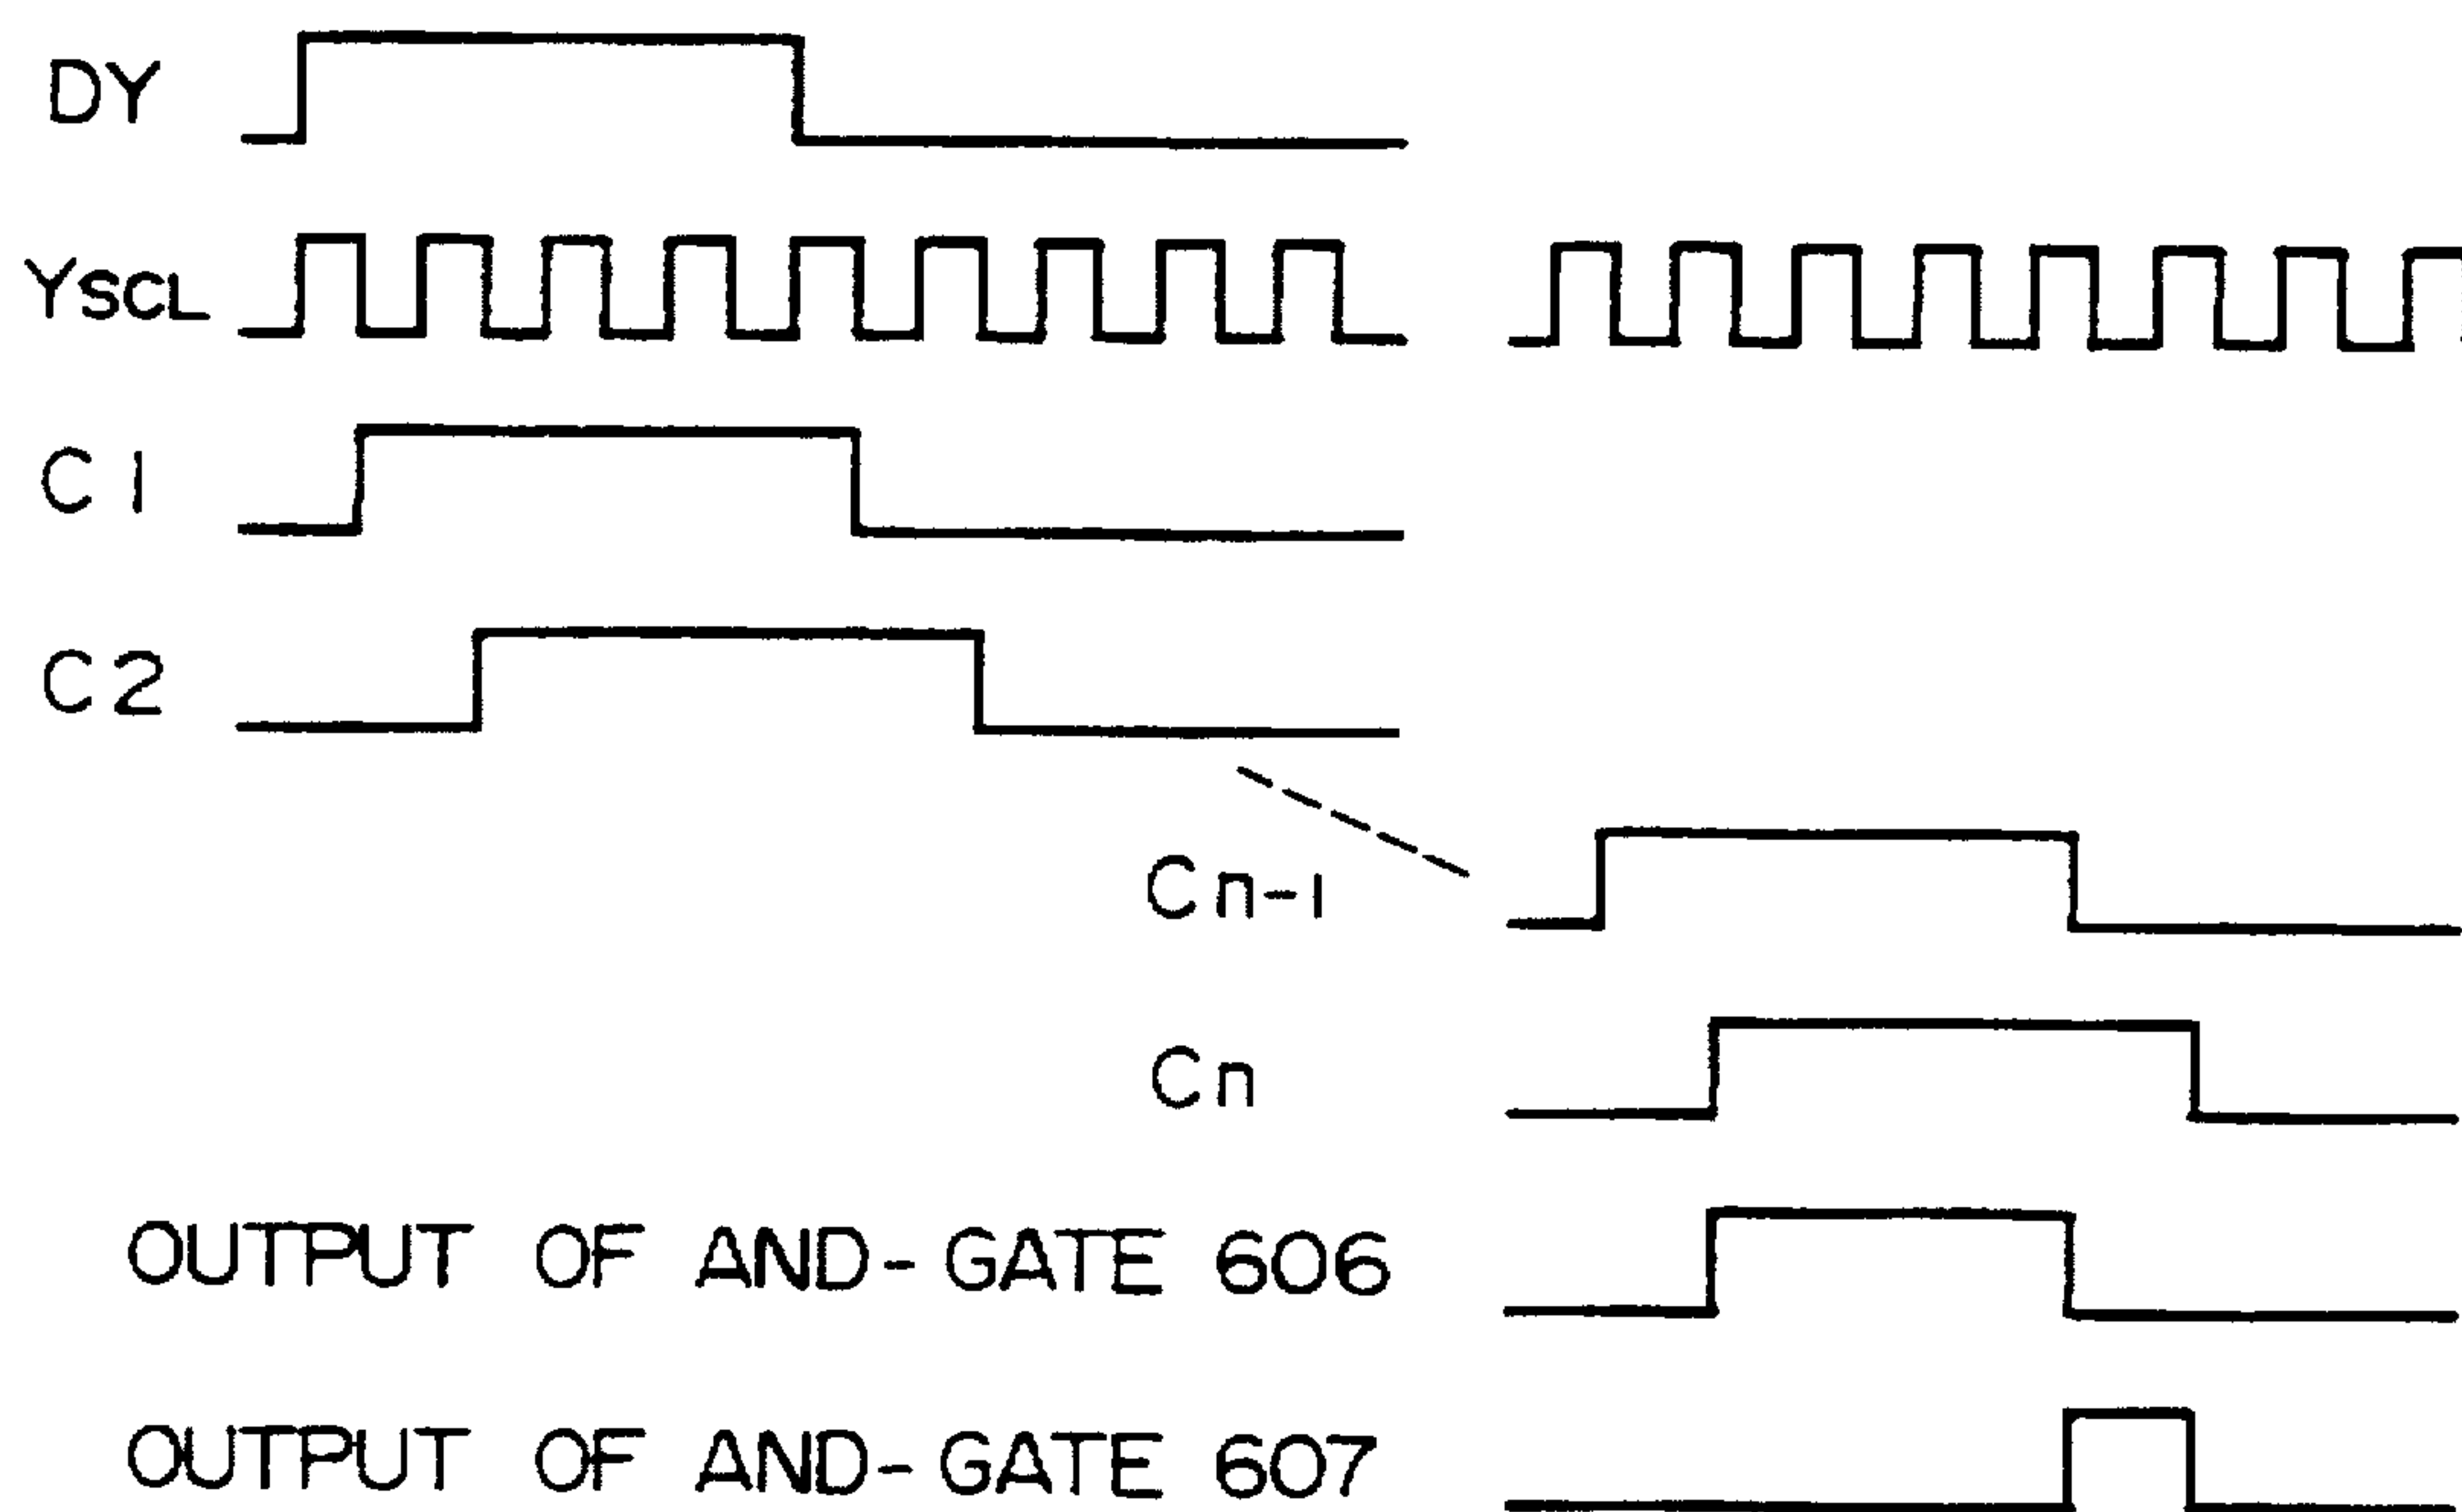 DY
YSCL
C1
C2
Cn-1
Cn
OUTPUT OF AND-GATE 606
OUTPUT OF AND-GATE 607